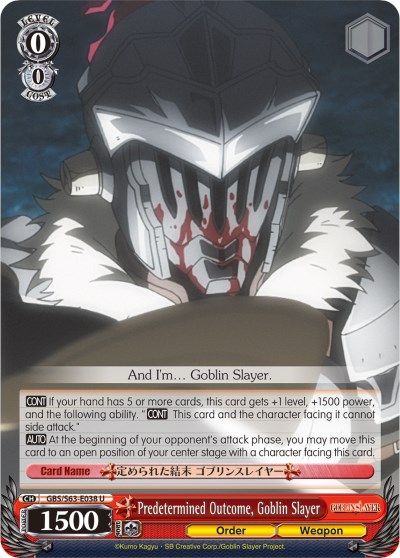 LEVEL
0
0
COST
And I'm… Goblin Slayer.
CONT If your hand has 5 or more cards, this card gets +1 level, +1500 power,
and the following ability. "CONT This card and the character facing it cannot
side attack."
AUTO At the beginning of your opponent's attack phase, you may move this
card to an open position of your center stage with a character facing this card.
Card Name 定められた結末 ゴブリンスレイヤー
CH GBS/S63-E038 U
Predetermined Outcome, Goblin Slayer
GOBLIN SLAYER
POWER 1500
SOUL
Order Weapon
©Kumo Kagyu・SB Creative Corp./Goblin Slayer Project.